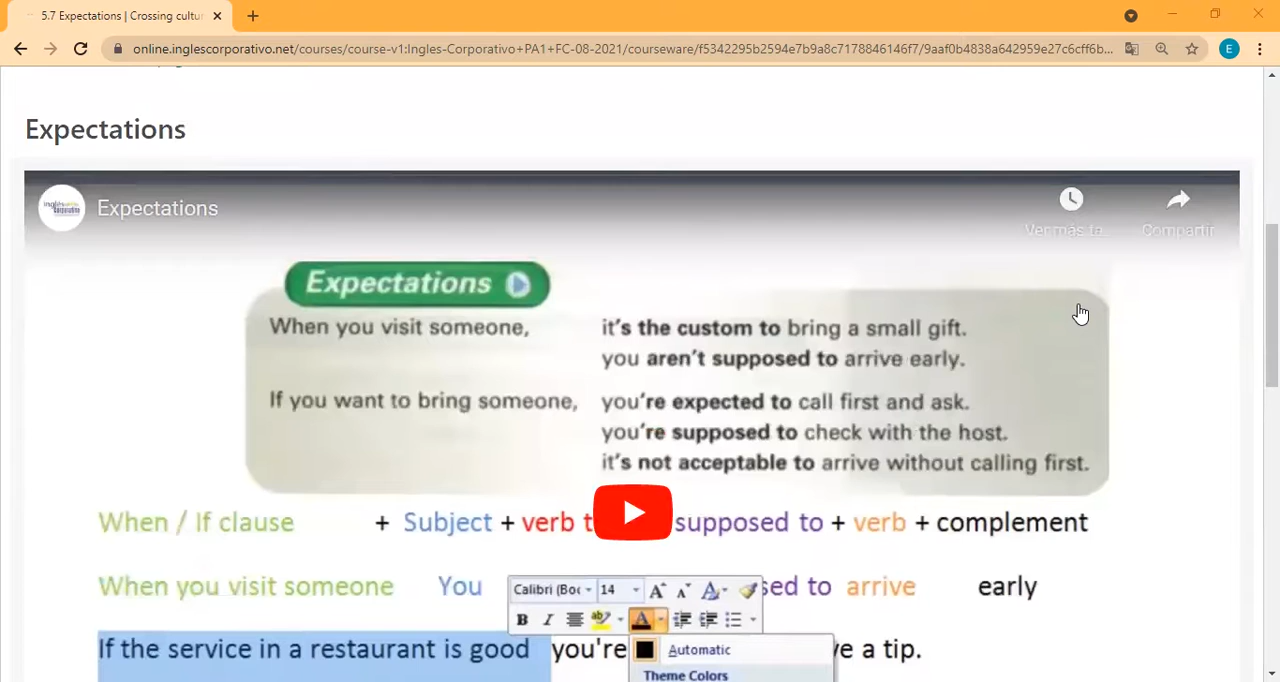 5.7 Expectations | Crossing cultur
online.inglescorporativo.net/courses/course-v1:Ingles-Corporativo+PA1+FC-08-2021/courseware/f5342295b2594e7b9a8c7178846146f7/9aaf0b4838a642959e27c6cff6b...
E
Expectations
Expectations
Ver más ta...
Compartir
Expectations
When you visit someone, it's the custom to bring a small gift.
you aren't supposed to arrive early.
If you want to bring someone, you're expected to call first and ask.
you're supposed to check with the host.
it's not acceptable to arrive without calling first.
When / If clause + Subject + verb t supposed to + verb + complement
When you visit someone You sed to arrive early
Calibri (Boc 14
If the service in a restaurant is good you're ve a tip.
Automatic
Theme Colors